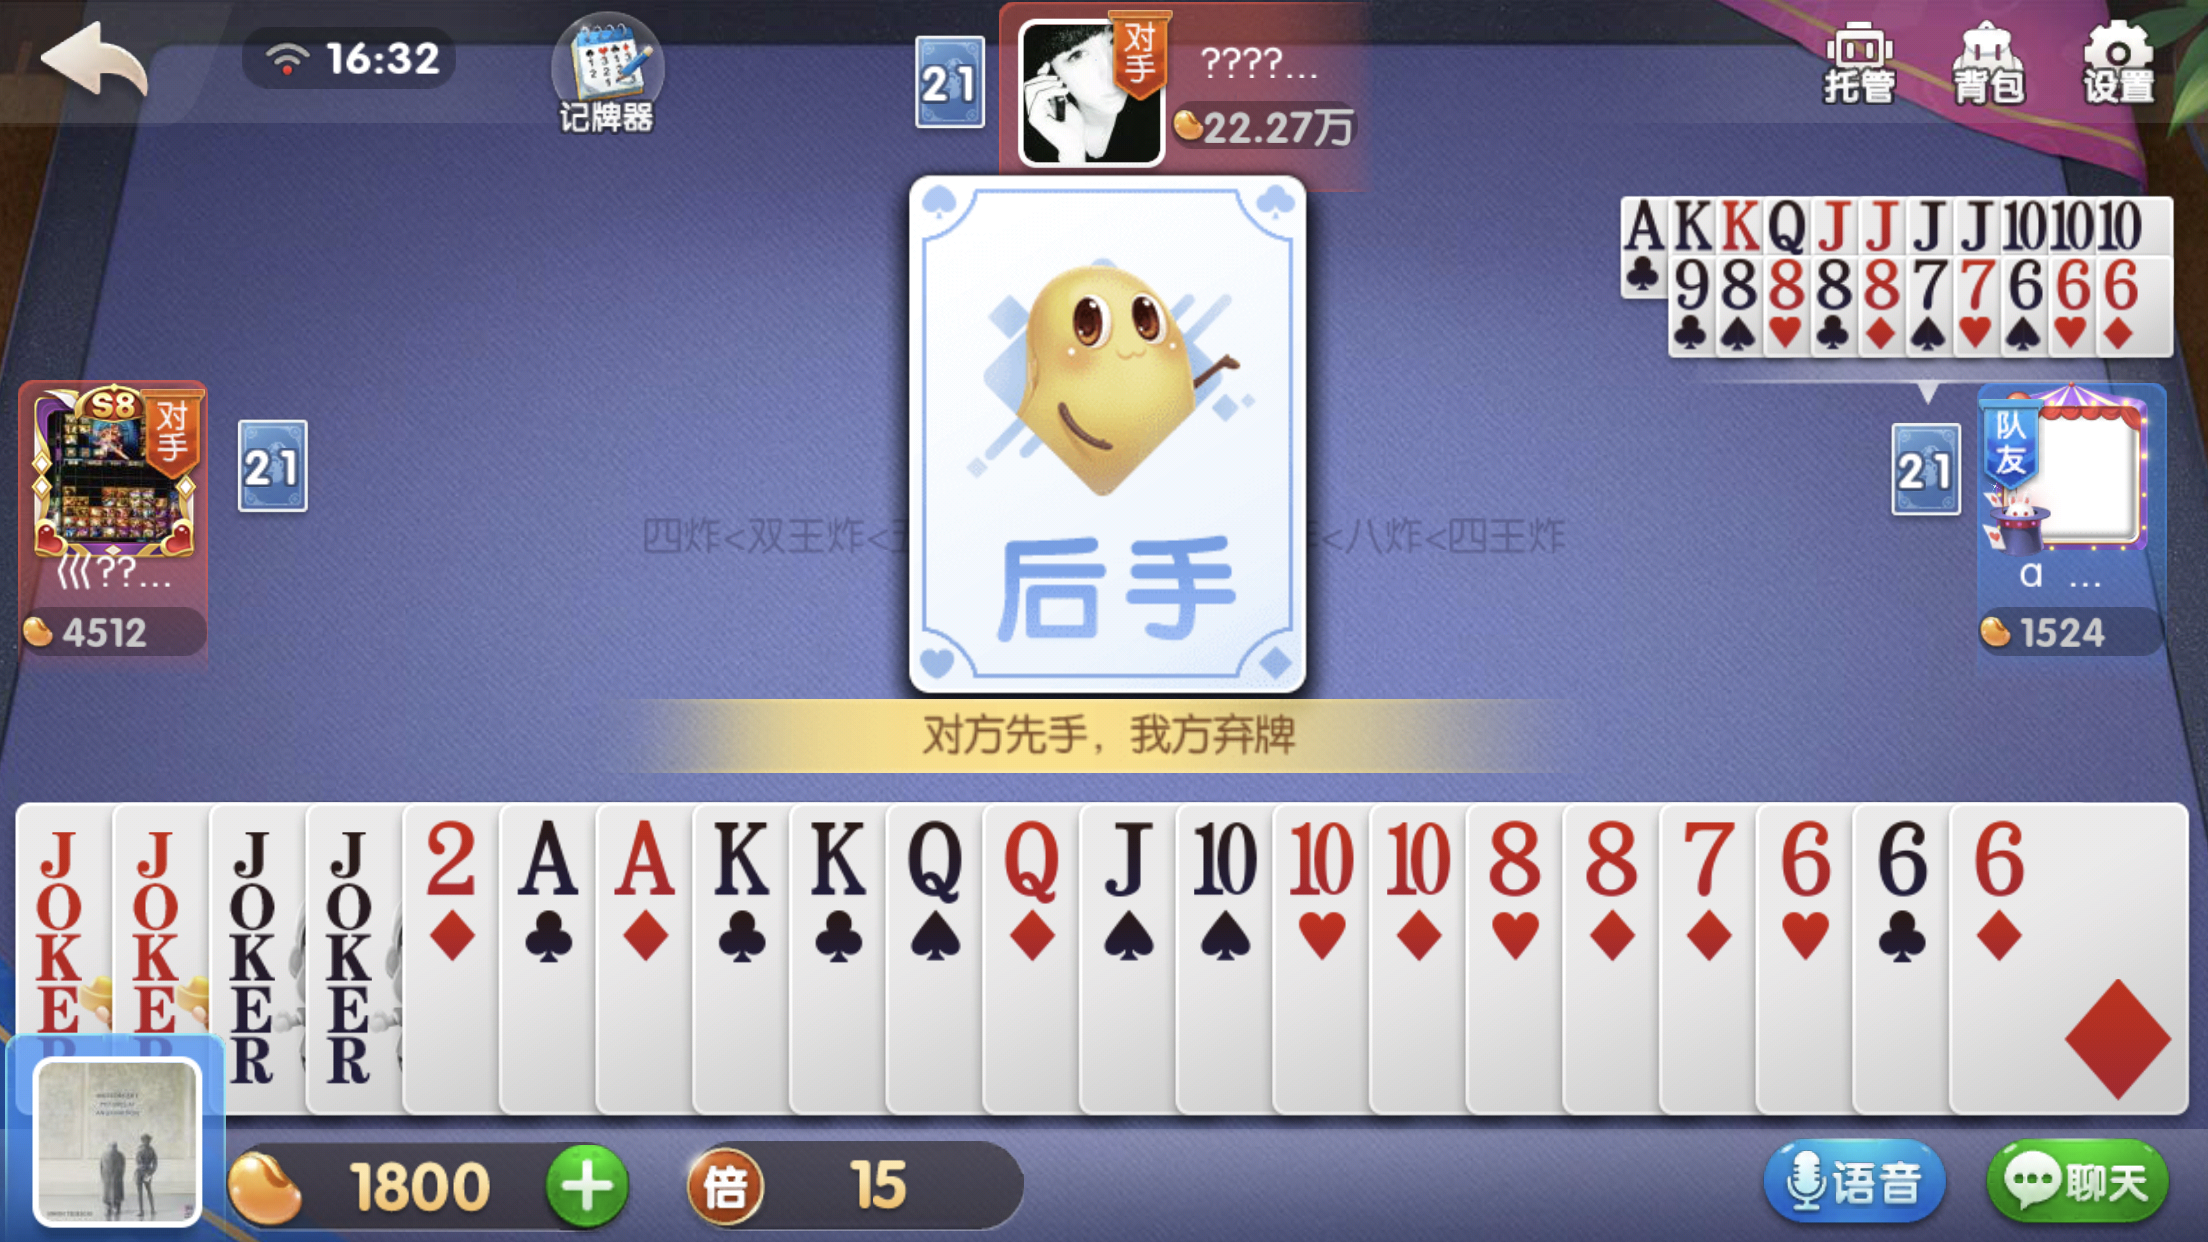 16:32
记牌器
21
对手
????...
22.27万
托管
背包
设置
A K K Q J J J J 10 10 10
9 8 8 8 8 7 7 6 6 6
S8
对手
21
??...
4512
21
队友
a ...
1524
四炸<双王炸<
<八炸<四王炸
后手
对方先手，我方弃牌
JOKER JOKER JOKER JOKER 2 A A K K Q Q J 10 10 10 8 8 7 6 6 6
1800
+
倍
15
语音
聊天